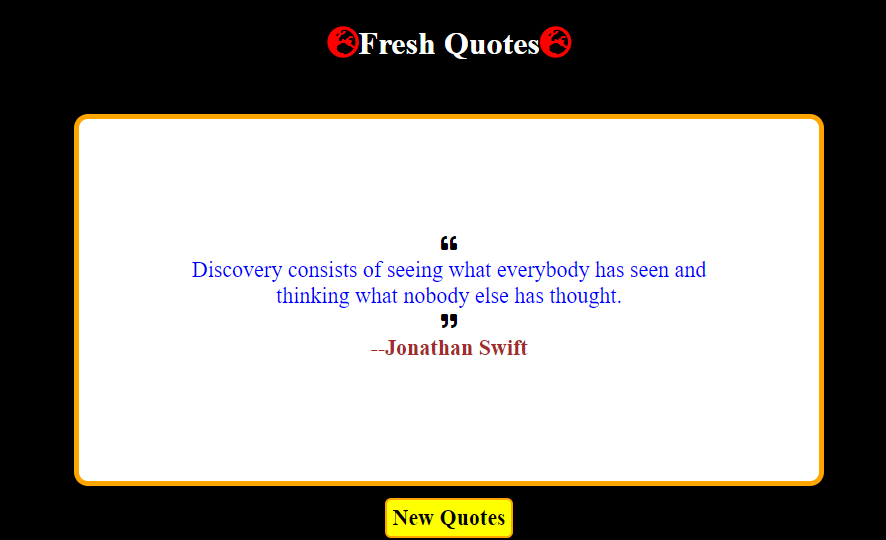 Fresh Quotes
“
Discovery consists of seeing what everybody has seen and
thinking what nobody else has thought.
”
--Jonathan Swift
New Quotes